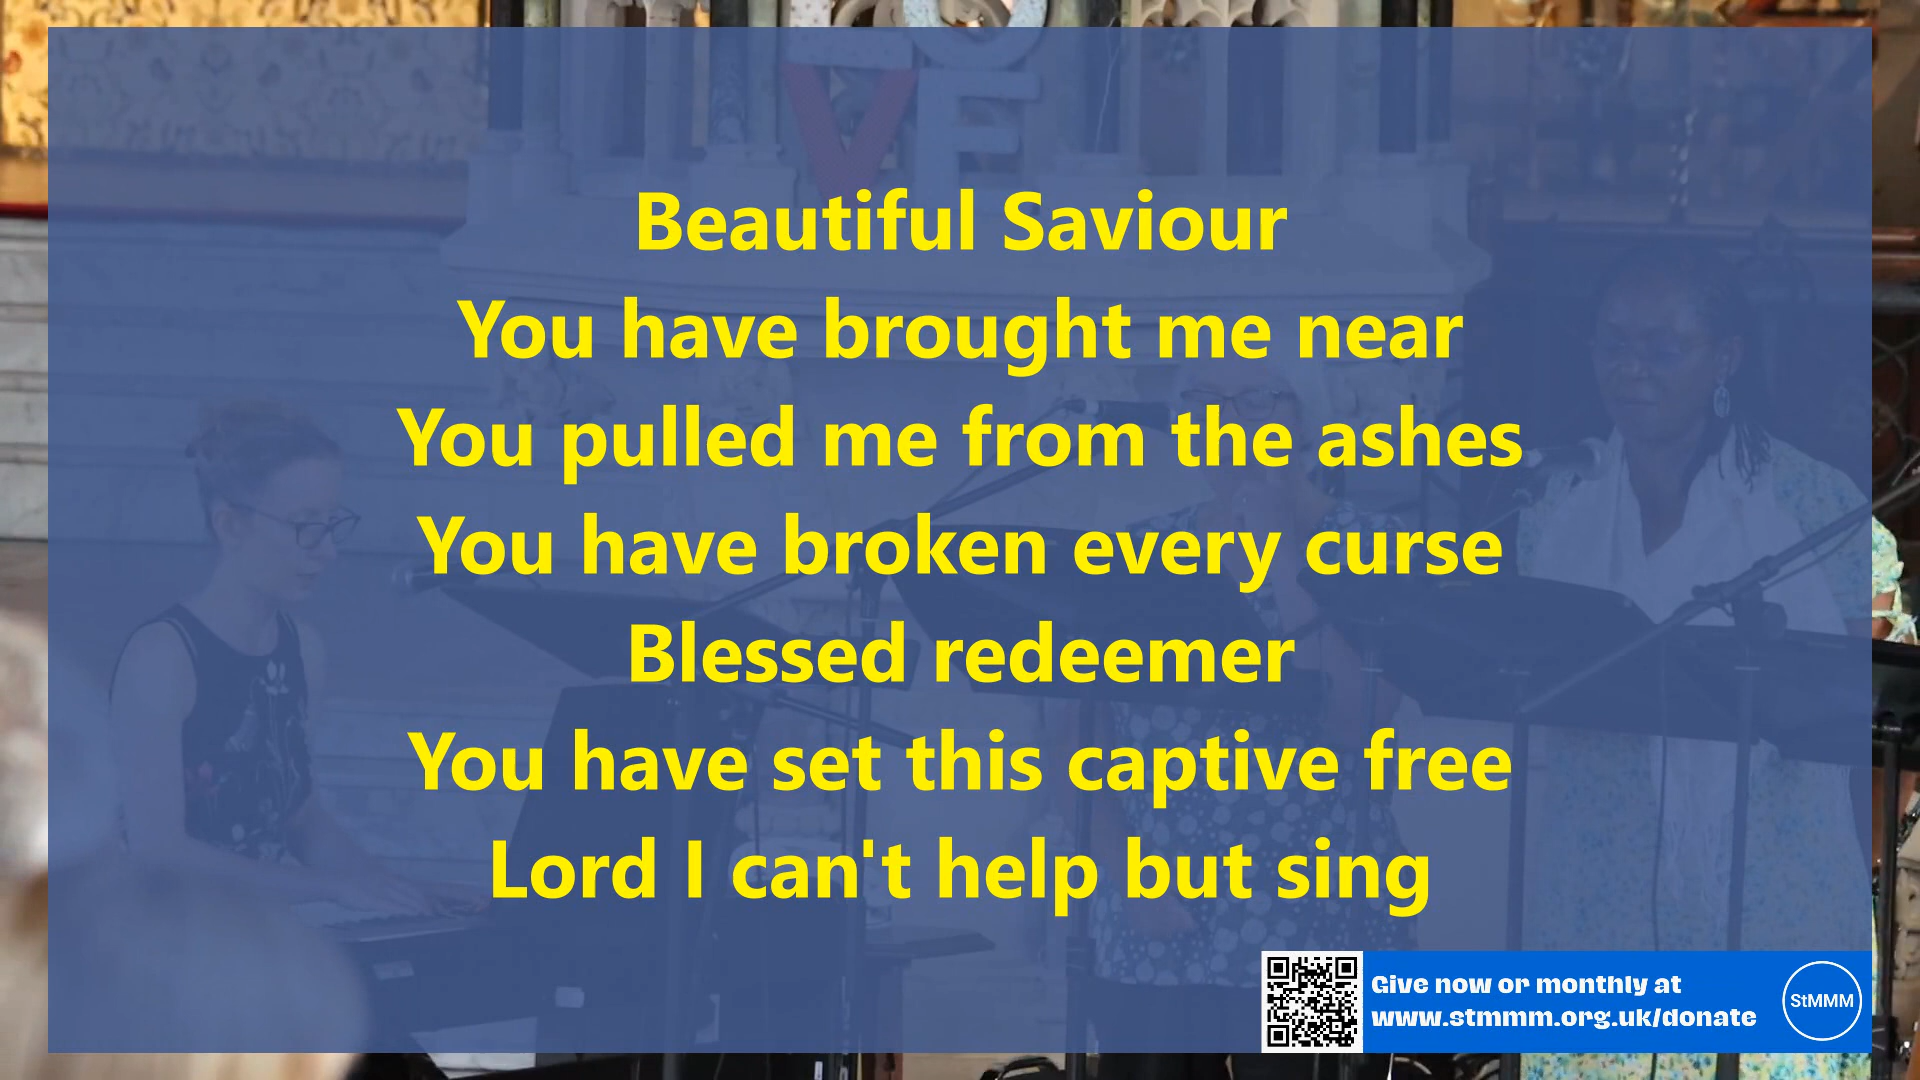 LOVE
Beautiful Saviour
You have brought me near
You pulled me from the ashes
You have broken every curse
Blessed redeemer
You have set this captive free
Lord I can't help but sing
Give now or monthly at
www.stmmm.org.uk/donate
StMMM